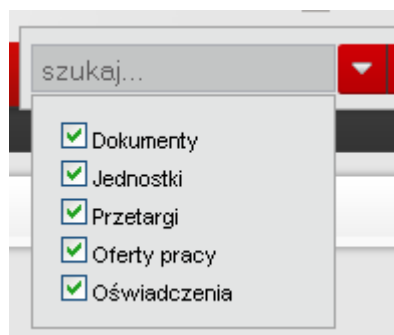 szukaj...
Dokumenty
Jednostki
Przetargi
Oferty pracy
Oświadczenia